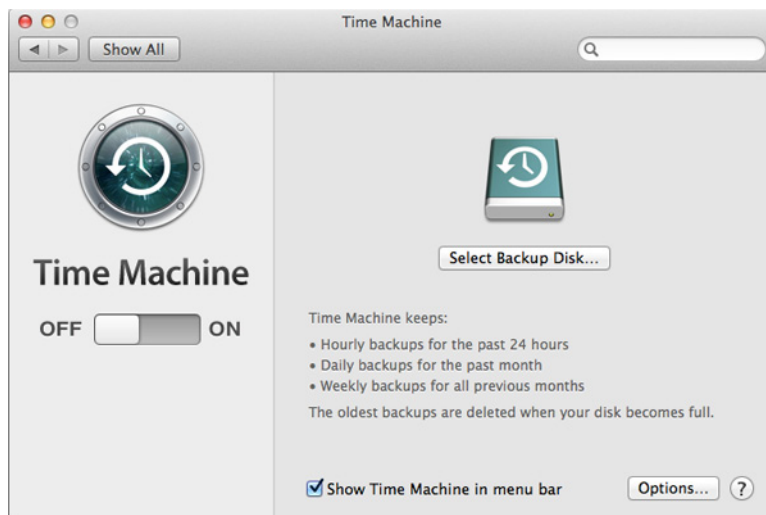 Time Machine
Show All
Time Machine
OFF ON
Select Backup Disk...
Time Machine keeps:
• Hourly backups for the past 24 hours
• Daily backups for the past month
• Weekly backups for all previous months
The oldest backups are deleted when your disk becomes full.
Show Time Machine in menu bar
Options... ?